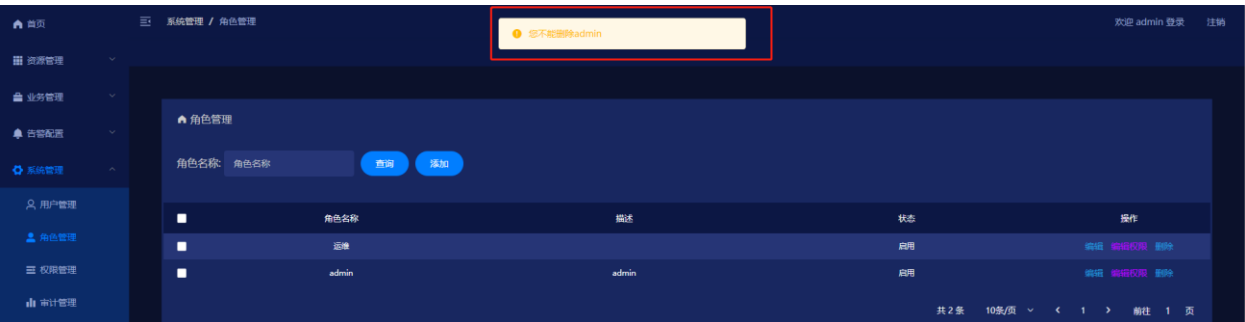 首页
系统管理 / 角色管理
您不能删除admin
欢迎 admin 登录 注销
资源管理
业务管理
告警配置
系统管理
用户管理
角色管理
权限管理
审计管理
角色管理
角色名称: 角色名称 查询 添加
角色名称 描述 状态 操作
运维 启用 编辑 编辑权限 删除
admin admin 启用 编辑 编辑权限 删除
共 2 条 10条/页 1 前往 1 页